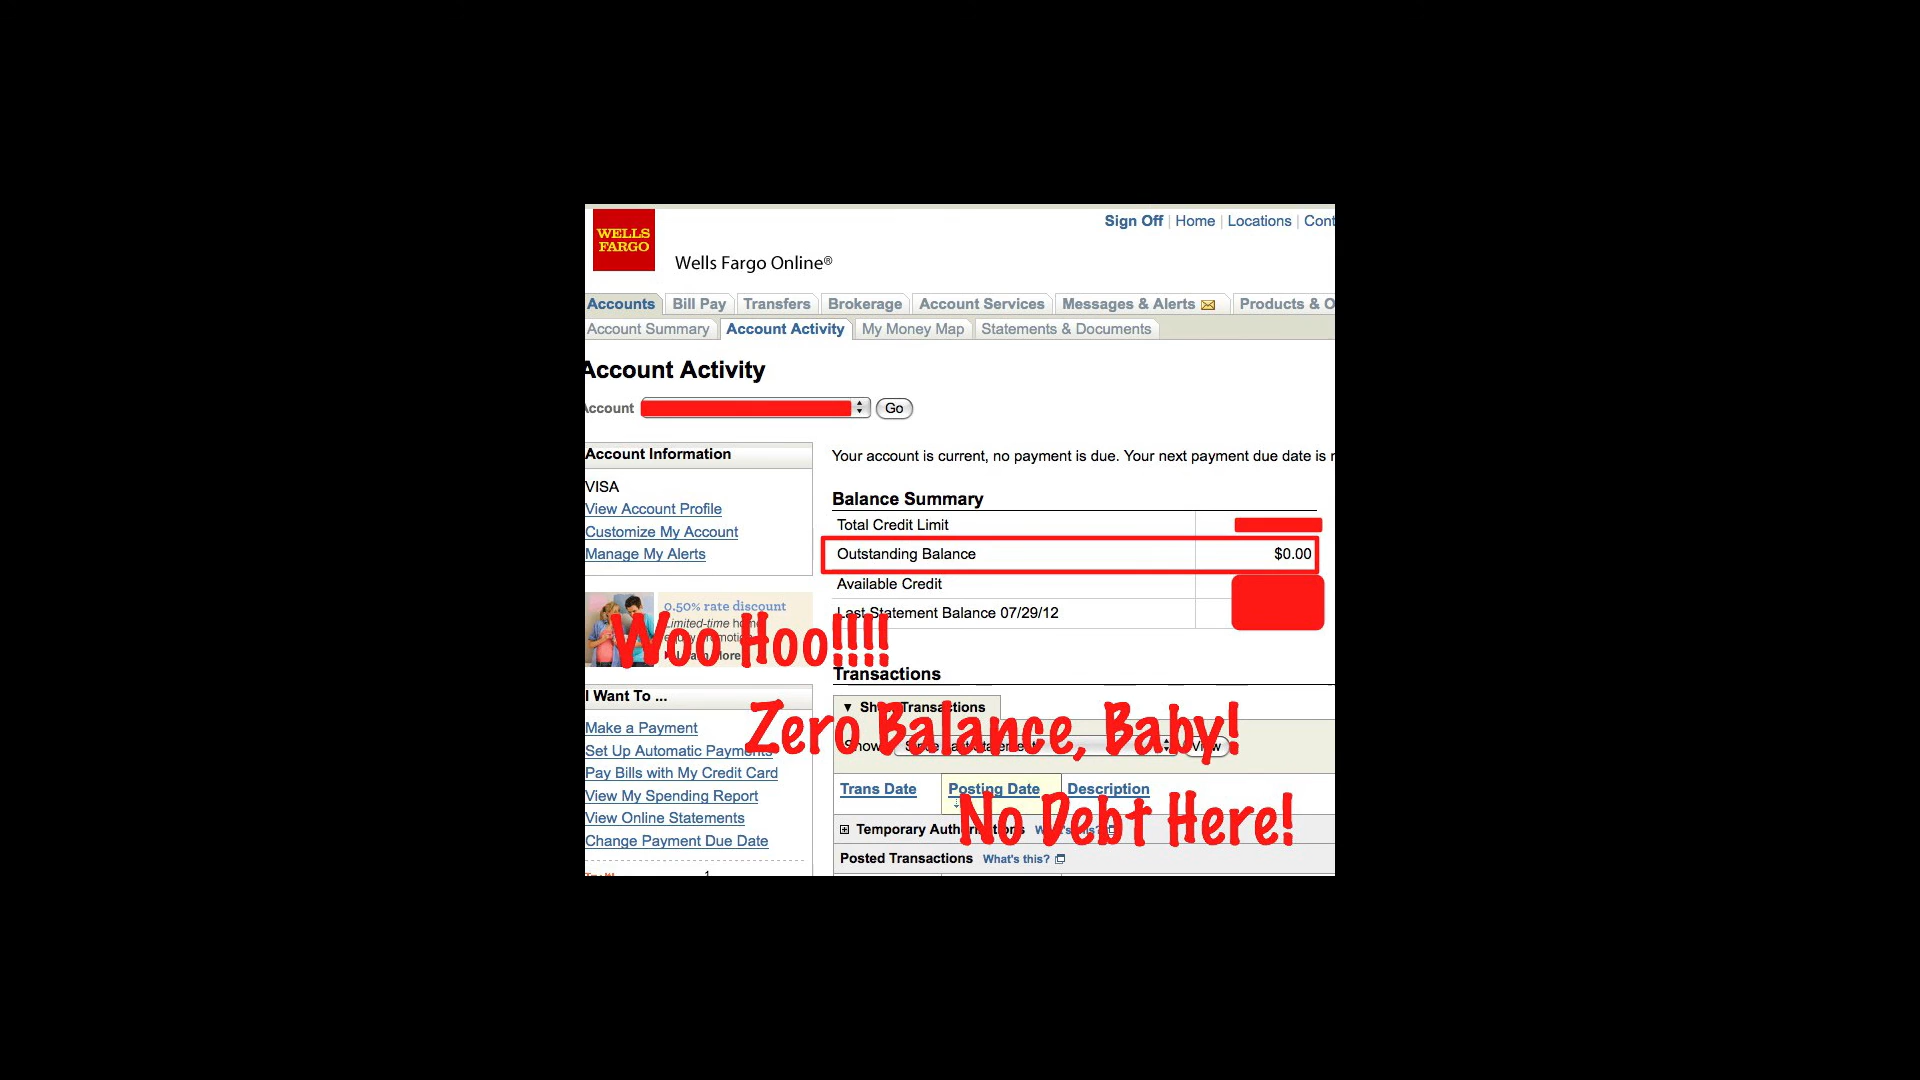 WELLS
FARGO
Sign Off | Home | Locations | Cont
Wells Fargo Online®
Accounts Bill Pay Transfers Brokerage Account Services Messages & Alerts Products & O
Account Summary Account Activity My Money Map Statements & Documents
Account Activity
Account Go
Account Information
VISA
View Account Profile
Customize My Account
Manage My Alerts
Your account is current, no payment is due. Your next payment due date is
Balance Summary
Total Credit Limit
Outstanding Balance $0.00
Available Credit
Last Statement Balance 07/29/12
0.50% rate discount
Limited-time
Woo Hoo!!!!
Transactions
I Want To ...
Make a Payment
Set Up Automatic Payments
Pay Bills with My Credit Card
View My Spending Report
View Online Statements
Change Payment Due Date
Transactions
Zero Balance, Baby!
View
Trans Date Posting Date Description
No Debt Here!
Temporary
Posted Transactions What's this?